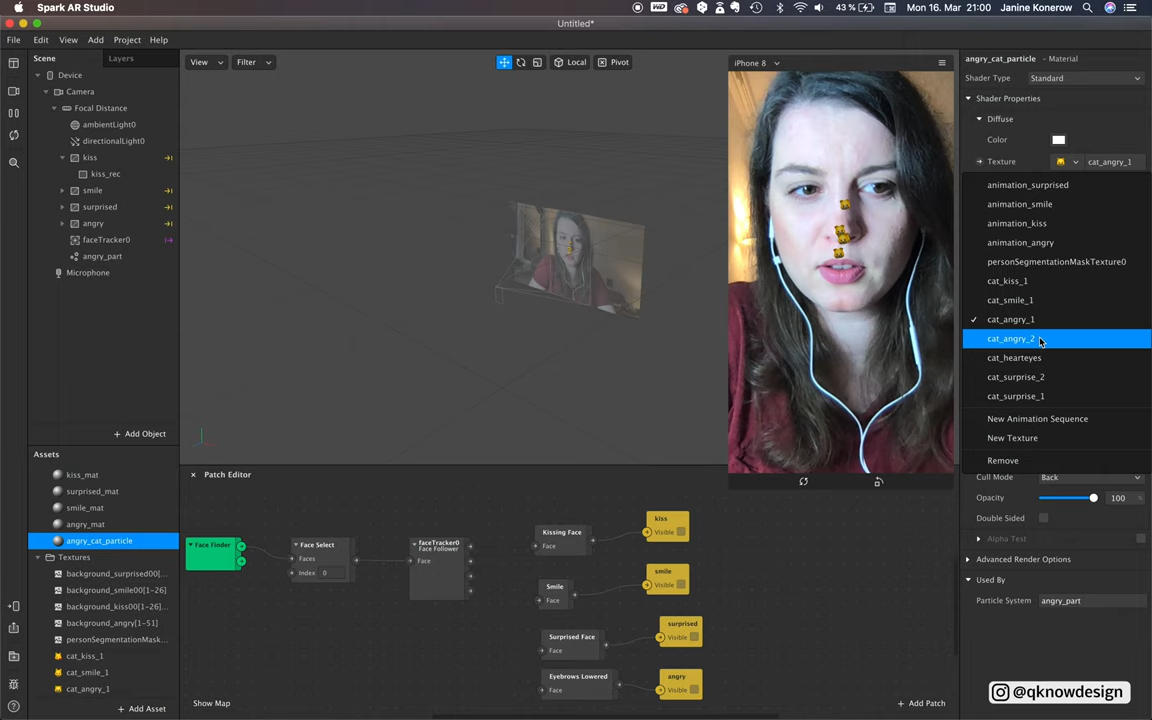 Spark AR Studio
43 %
Mon 16. Mar 21:00
Janine Konerow
Untitled*
File
Edit
View
Add
Project
Help
Scene
Layers
Device
Camera
Focal Distance
ambientLight0
directionalLight0
kiss
kiss_rec
smile
surprised
angry
faceTracker0
angry_part
Microphone
+ Add Object
View
Filter
Local
Pivot
iPhone 8
angry_cat_particle - Material
Shader Type
Standard
Shader Properties
Diffuse
Color
Texture
cat_angry_1
animation_surprised
animation_smile
animation_kiss
animation_angry
personSegmentationMaskTexture0
cat_kiss_1
cat_smile_1
✓ cat_angry_1
cat_angry_2
cat_hearteyes
cat_surprise_2
cat_surprise_1
New Animation Sequence
New Texture
Remove
Cull Mode
Back
Opacity
100 %
Double Sided
Alpha Test
Advanced Render Options
Used By
Particle System
angry_part
Assets
kiss_mat
surprised_mat
smile_mat
angry_mat
angry_cat_particle
Textures
background_surprised00[...
background_smile00[1-26]...
background_kiss00[1-26]...
background_angry[1-51]
personSegmentationMask...
cat_kiss_1
cat_smile_1
cat_angry_1
+ Add Asset
× Patch Editor
Face Finder
Face Select
Faces
Index
0
faceTracker0
Face Follower
Face
Kissing Face
Face
kiss
Visible
Smile
Face
smile
Visible
Surprised Face
Face
surprised
Visible
Eyebrows Lowered
Face
angry
Visible
Show Map
+ Add Patch
@qknowdesign